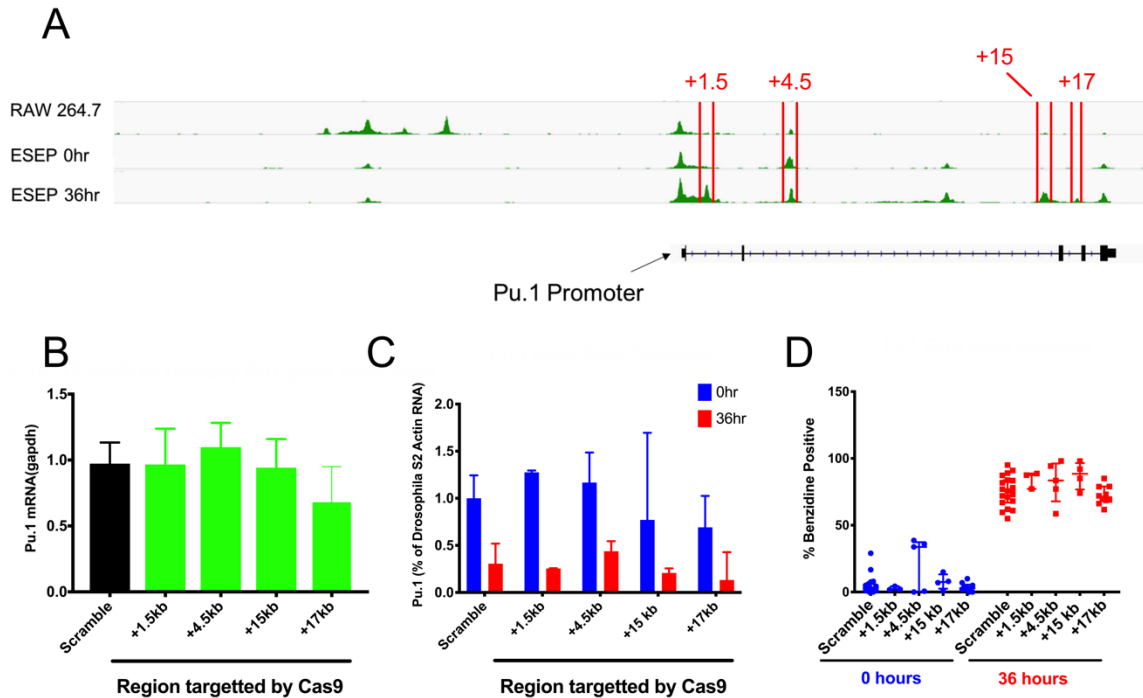 A
+15
+1.5
+4.5
+17
RAW 264.7
ESEP 0hr
ESEP 36hr
Pu.1 Promoter
B
Pu.1 mRNA(gapdh)
1.5
1.0
0.5
0.0
Scramble
+1.5kb
+4.5kb
+15kb
+17kb
Region targetted by Cas9
C
Pu.1 (% of Drosophila S2 Actin RNA)
2.0
1.5
1.0
0.5
0.0
0hr
36hr
Scramble
+1.5kb
+4.5kb
+15 kb
+17kb
Region targetted by Cas9
D
% Benzidine Positive
150
100
50
0
Scramble
+1.5kb
+4.5kb
+15 kb
+17kb
Scramble
+1.5kb
+4.5kb
+15 kb
+17kb
0 hours
36 hours